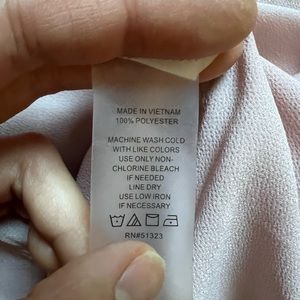 MADE IN VIETNAM
100% POLYESTER
MACHINE WASH COLD
WITH LIKE COLORS
USE ONLY NON-
CHLORINE BLEACH
IF NEEDED
LINE DRY
USE LOW IRON
IF NECESSARY
RN#51323